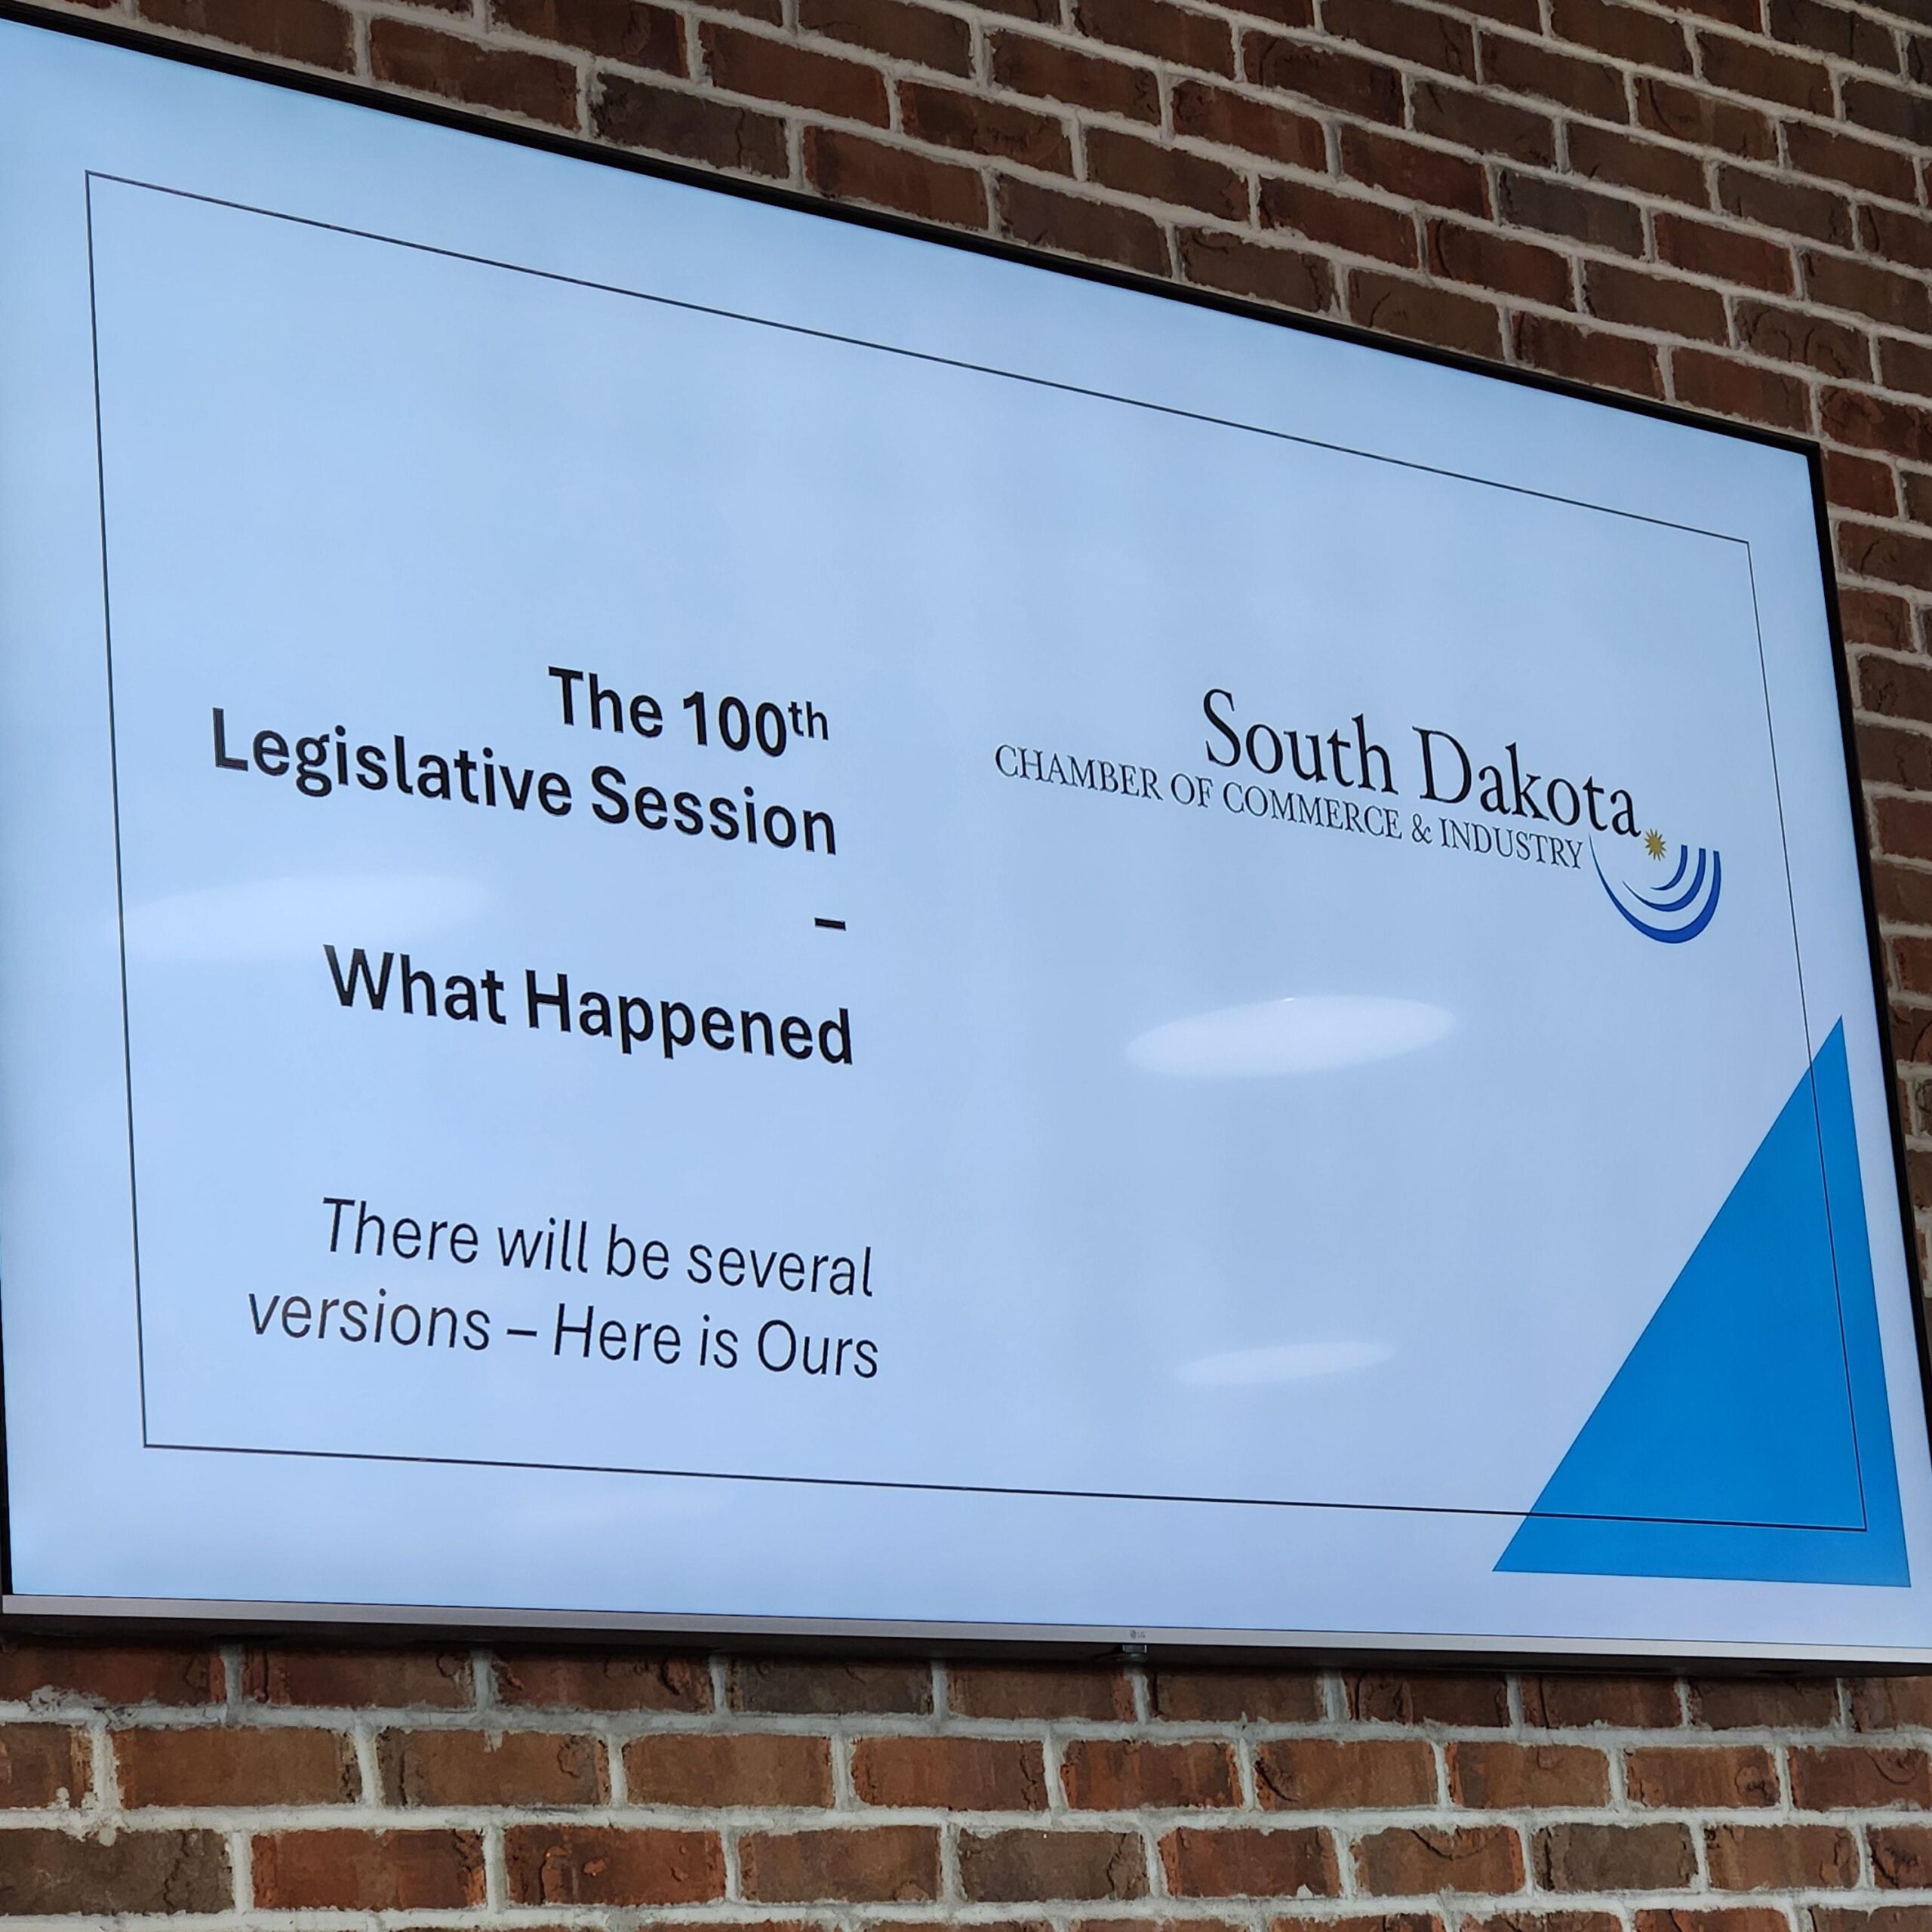 The 100th
Legislative Session
–
What Happened
There will be several
versions – Here is Ours
South Dakota
CHAMBER OF COMMERCE & INDUSTRY
LG